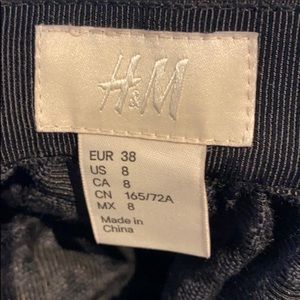 H&M
EUR 38
US 8
CA 8
CN 165/72A
MX 8
Made in
China